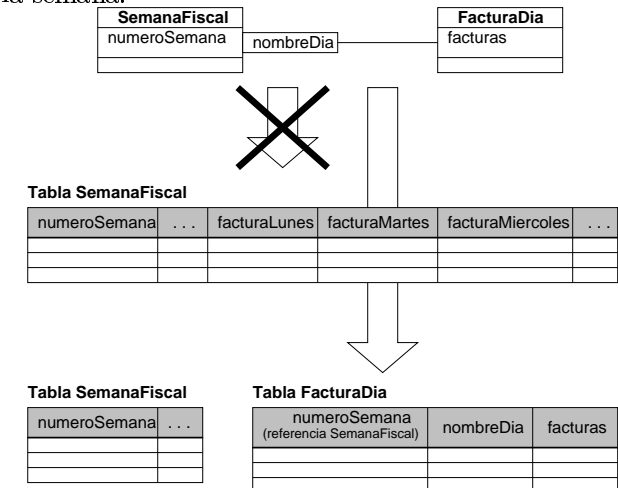 la semana.
SemanaFiscal
numeroSemana
nombreDia
FacturaDia
facturas
Tabla SemanaFiscal
numeroSemana ... facturaLunes facturaMartes facturaMiercoles ...
Tabla SemanaFiscal
numeroSemana ...
Tabla FacturaDia
numeroSemana
(referencia SemanaFiscal)
nombreDia
facturas